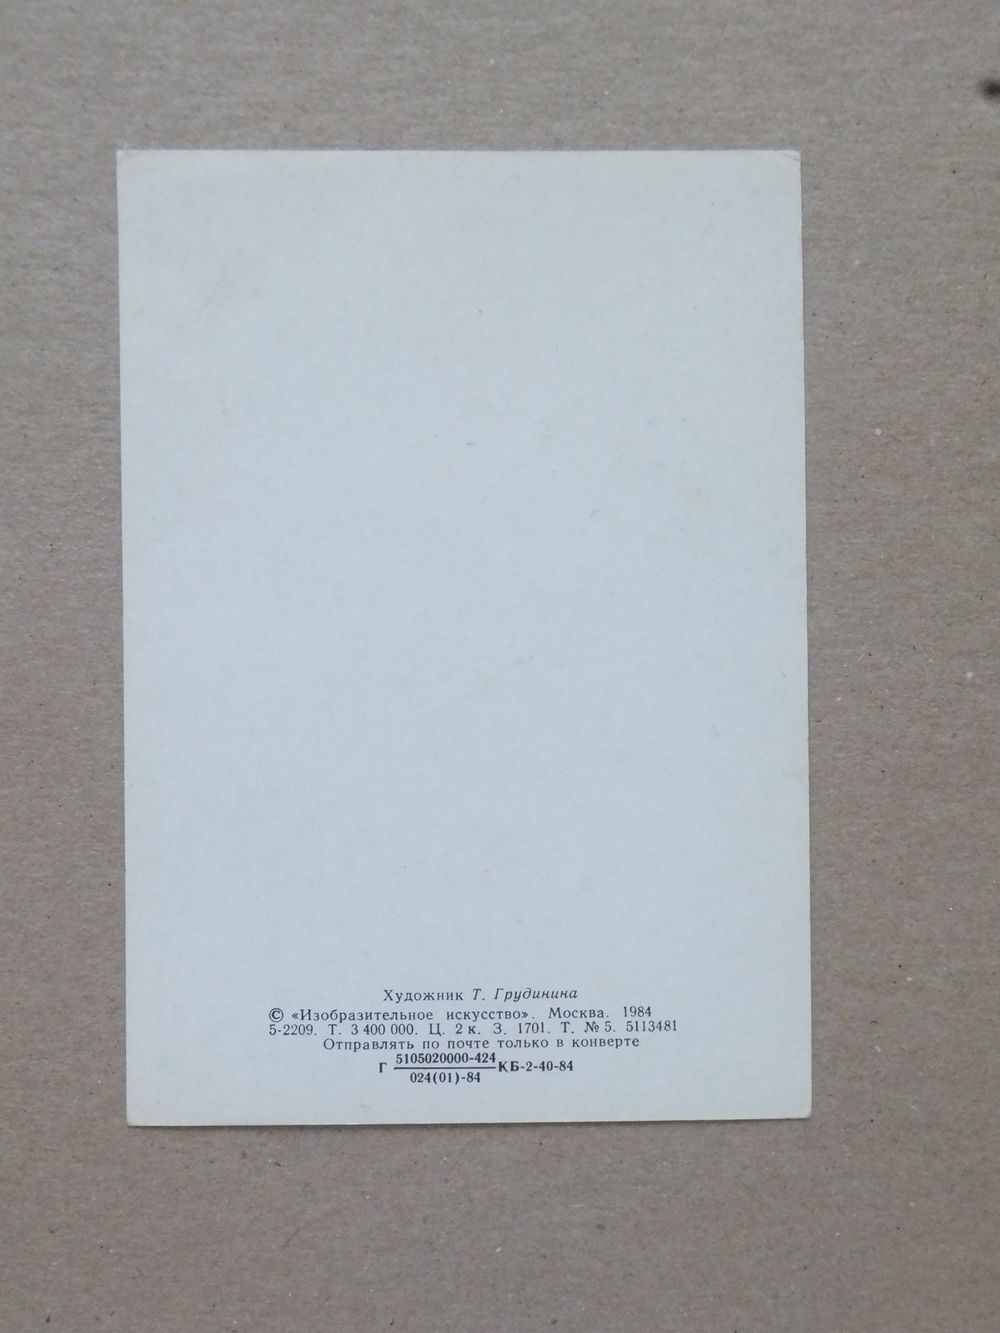 Художник Т. Грудинина
© «Изобразительное искусство». Москва. 1984
5-2209. Т. 3 400 000. Ц. 2 к. З. 1701. Т. № 5. 5113481
Отправлять по почте только в конверте
Г 5105020000-424 КБ-2-40-84
024(01)-84